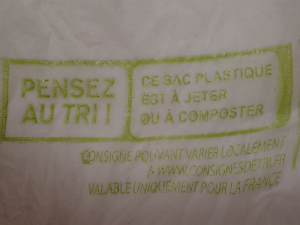 PENSEZ
AU TRI !
CE SAC PLASTIQUE
EST À JETER
OU À COMPOSTER
CONSIGNE POUVANT VARIER LOCALEMENT
WWW.CONSIGNESDETRI.FR
VALABLE UNIQUEMENT POUR LA FRANCE